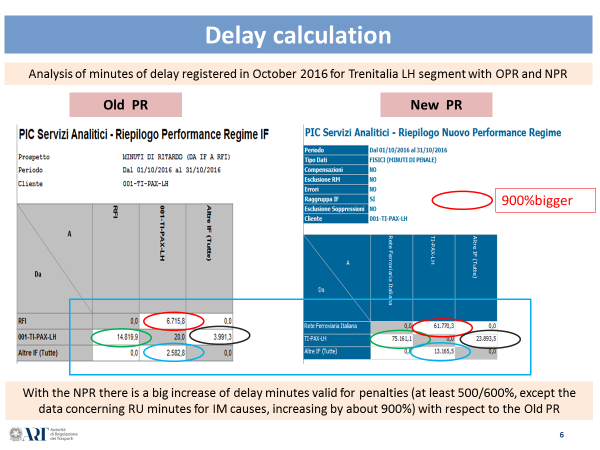 Delay calculation
Analysis of minutes of delay registered in October 2016 for Trenitalia LH segment with OPR and NPR
Old PR
New PR
PIC Servizi Analitici - Riepilogo Performance Regime IF
Prospetto MINUTI DI RITARDO (DA IF A RFI)
Periodo Dal 01/10/2016 al 31/10/2016
Cliente 001-TI-PAX-LH
A
Da
RFI
001-TI-PAX-LH
Altre IF (Tutte)
RFI 0,0 6.715,8 0,0
001-TI-PAX-LH 14.819,9 20,0 3.991,3
Altre IF (Tutte) 0,0 2.582,8 0,0
PIC Servizi Analitici - Riepilogo Nuovo Performance Regime
Periodo Dal 01/10/2016 al 31/10/2016
Tipo Dati FISICI (MINUTI DI PENALE)
Compensazioni NO
Esclusione RM NO
Errori NO
Raggruppa IF SI
Esclusione Soppressioni NO
Cliente 001-TI-PAX-LH
900%bigger
A
Da
Rete Ferroviaria Italiana
TI-PAX-LH
Altre IF (Tutte)
Rete Ferroviaria Italiana 0,0 61.770,3 0,0
TI-PAX-LH 75.161,1 0,0 23.893,5
Altre IF (Tutte) 0,0 13.165,5 0,0
With the NPR there is a big increase of delay minutes valid for penalties (at least 500/600%, except the
data concerning RU minutes for IM causes, increasing by about 900%) with respect to the Old PR
ART Autorità
di Regolazione
dei Trasporti
6